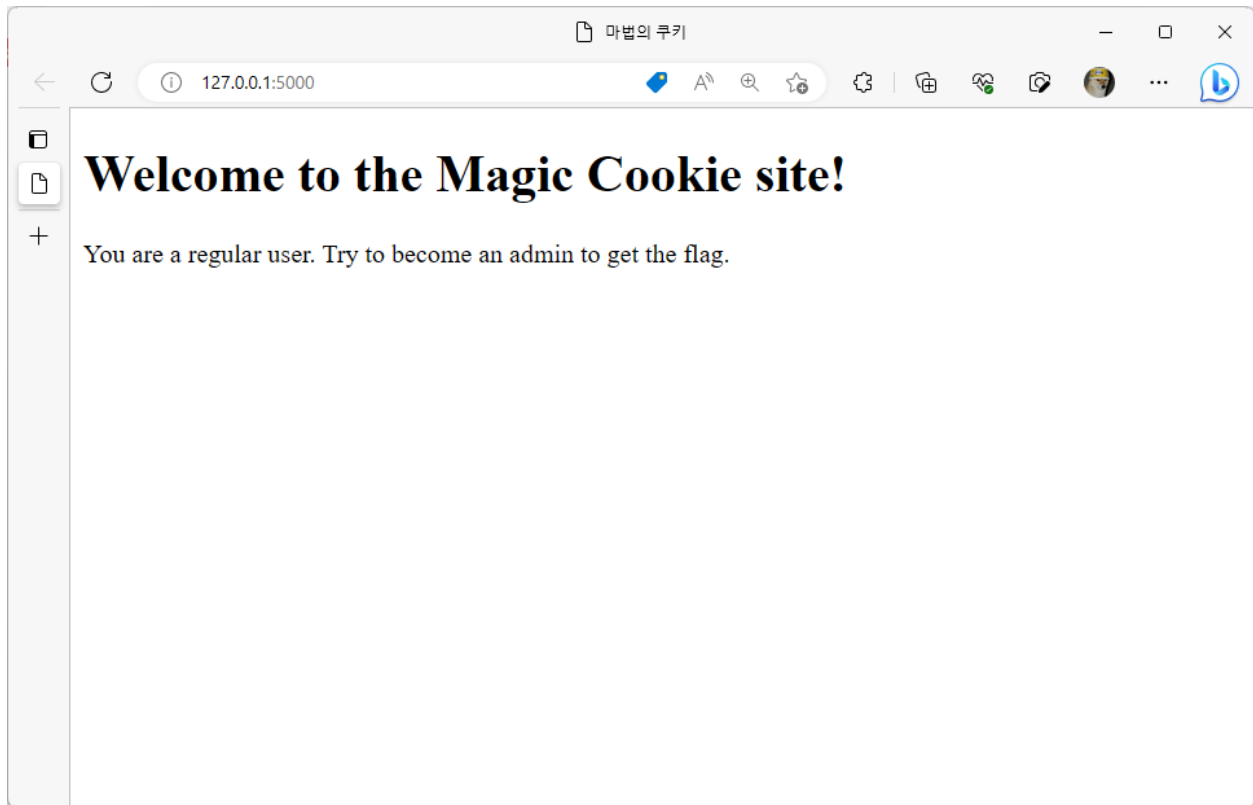 마법의 쿠키
127.0.0.1:5000
Welcome to the Magic Cookie site!
You are a regular user. Try to become an admin to get the flag.